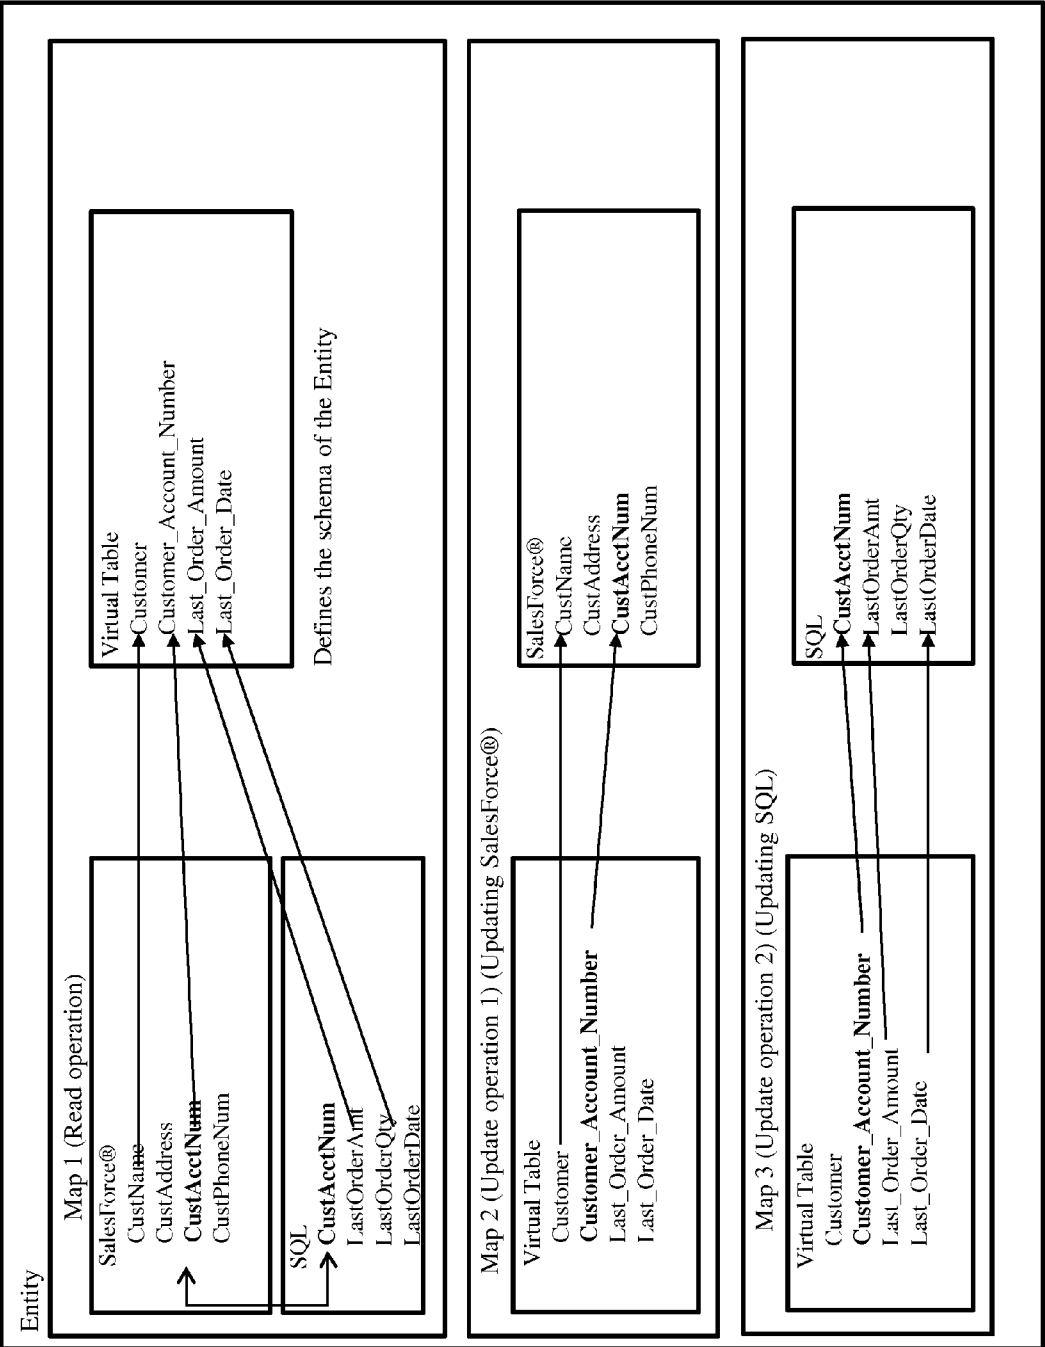 Entity
Map 1 (Read operation)
SalesForce®
CustName
CustAddress
CustAcctNum
CustPhoneNum
SQL
CustAcctNum
LastOrderAmt
LastOrderQty
LastOrderDate
Virtual Table
Customer
Customer_Account_Number
Last_Order_Amount
Last_Order_Date
Defines the schema of the Entity
Map 2 (Update operation 1) (Updating SalesForce®)
Virtual Table
Customer
Customer_Account_Number
Last_Order_Amount
Last_Order_Date
SalesForce®
CustName
CustAddress
CustAcctNum
CustPhoneNum
Map 3 (Update operation 2) (Updating SQL)
Virtual Table
Customer
Customer_Account_Number
Last_Order_Amount
Last_Order_Date
SQL
CustAcctNum
LastOrderAmt
LastOrderQty
LastOrderDate